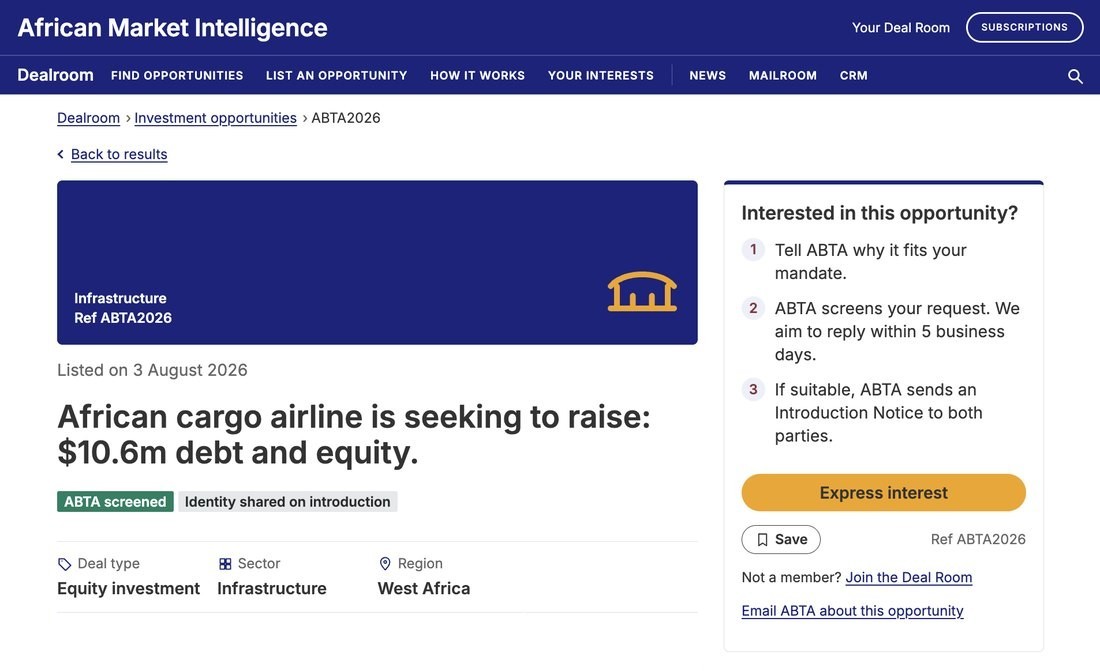 African Market Intelligence
Your Deal Room
SUBSCRIPTIONS
Dealroom FIND OPPORTUNITIES LIST AN OPPORTUNITY HOW IT WORKS YOUR INTERESTS NEWS MAILROOM CRM
Dealroom › Investment opportunities › ABTA2026
Back to results
Infrastructure
Ref ABTA2026
Listed on 3 August 2026
African cargo airline is seeking to raise:
$10.6m debt and equity.
ABTA screened Identity shared on introduction
Deal type Sector Region
Equity investment Infrastructure West Africa
Interested in this opportunity?
1 Tell ABTA why it fits your
mandate.
2 ABTA screens your request. We
aim to reply within 5 business
days.
3 If suitable, ABTA sends an
Introduction Notice to both
parties.
Express interest
Save Ref ABTA2026
Not a member? Join the Deal Room
Email ABTA about this opportunity